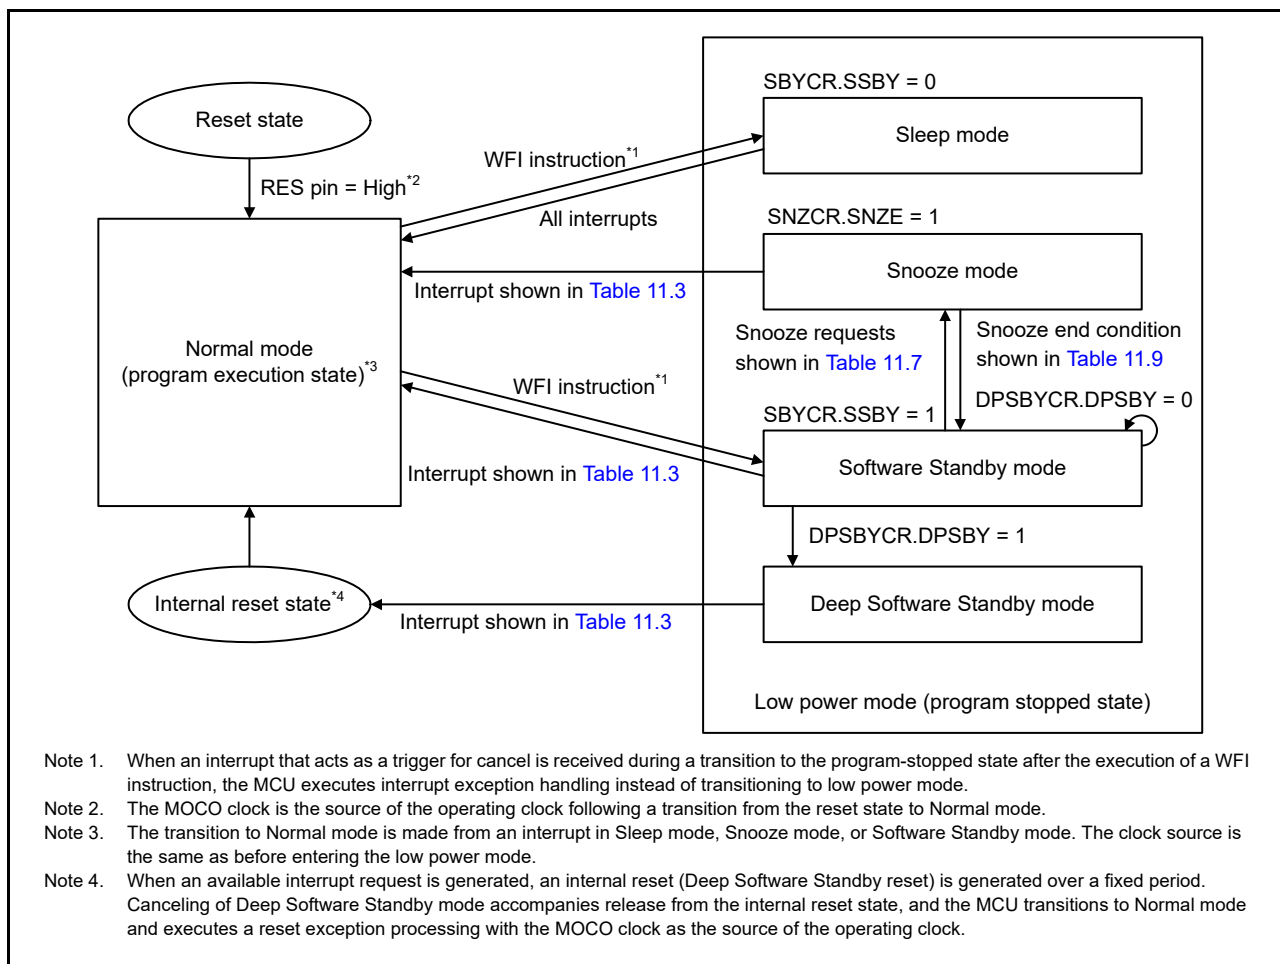 SBYCR.SSBY = 0
Reset state
Sleep mode
WFI instruction*1
RES pin = High*2
All interrupts
SNZCR.SNZE = 1
Snooze mode
Interrupt shown in Table 11.3
Snooze requests
shown in Table 11.7
Snooze end condition
shown in Table 11.9
Normal mode
(program execution state)*3
WFI instruction*1
DPSBYCR.DPSBY = 0
SBYCR.SSBY = 1
Software Standby mode
Interrupt shown in Table 11.3
DPSBYCR.DPSBY = 1
Internal reset state*4
Deep Software Standby mode
Interrupt shown in Table 11.3
Low power mode (program stopped state)
Note 1. When an interrupt that acts as a trigger for cancel is received during a transition to the program-stopped state after the execution of a WFI
instruction, the MCU executes interrupt exception handling instead of transitioning to low power mode.
Note 2. The MOCO clock is the source of the operating clock following a transition from the reset state to Normal mode.
Note 3. The transition to Normal mode is made from an interrupt in Sleep mode, Snooze mode, or Software Standby mode. The clock source is
the same as before entering the low power mode.
Note 4. When an available interrupt request is generated, an internal reset (Deep Software Standby reset) is generated over a fixed period.
Canceling of Deep Software Standby mode accompanies release from the internal reset state, and the MCU transitions to Normal mode
and executes a reset exception processing with the MOCO clock as the source of the operating clock.